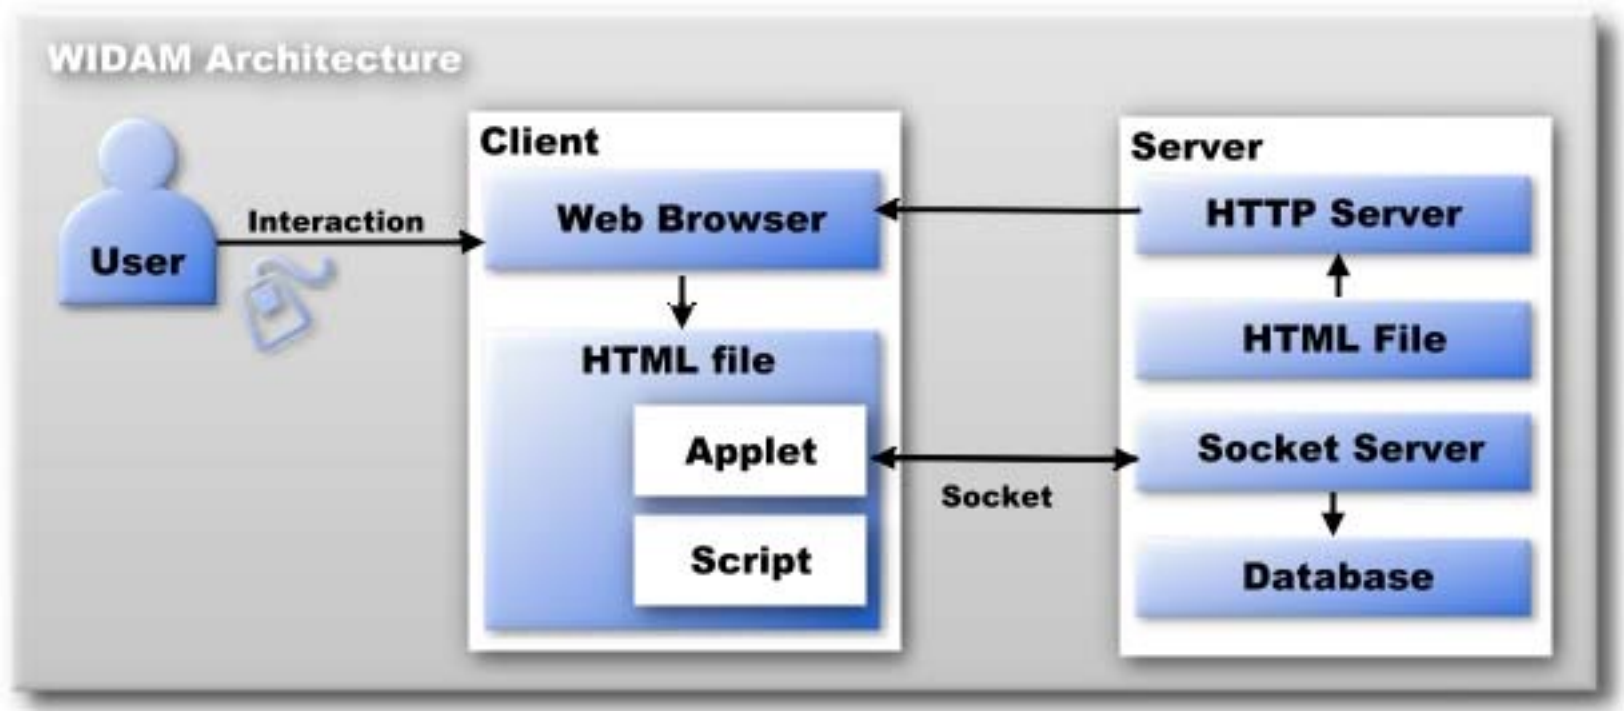 WIDAM Architecture
User
Interaction
Client
Web Browser
HTML file
Applet
Script
Socket
Server
HTTP Server
HTML File
Socket Server
Database